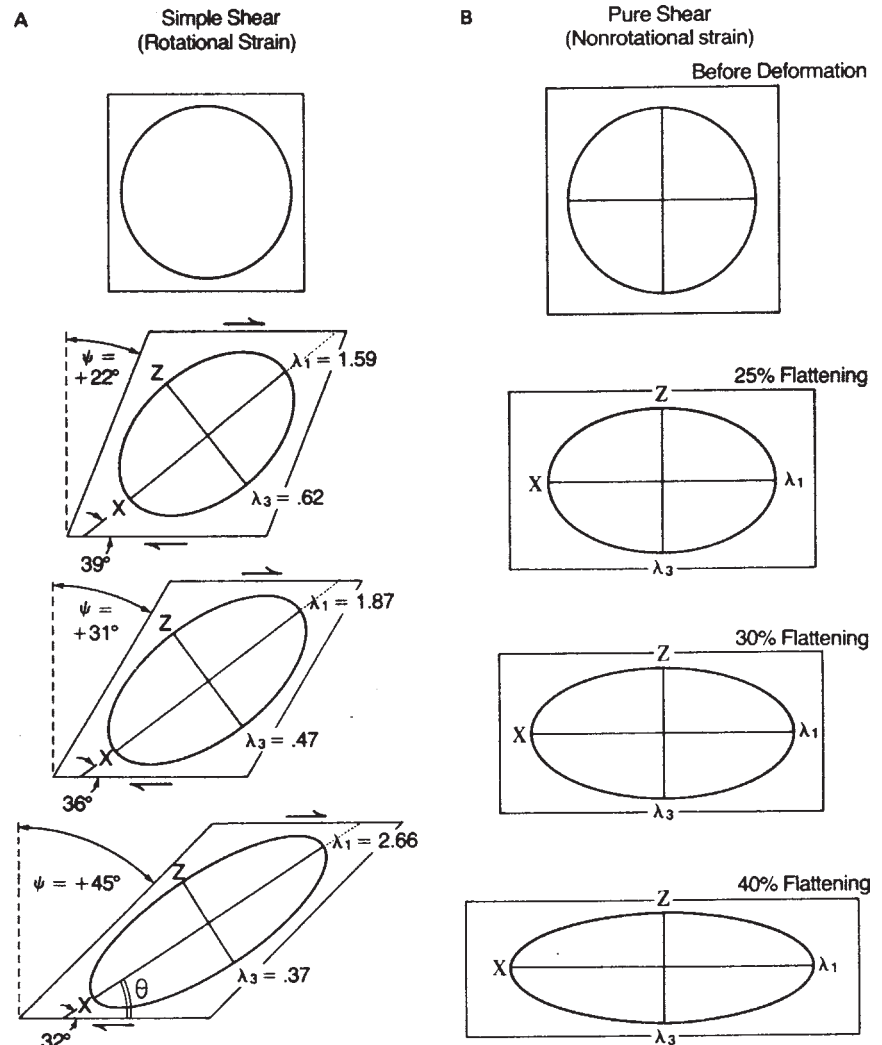 A
Simple Shear
(Rotational Strain)
ψ =
+22°
Z
λ1 = 1.59
X
λ3 = .62
39°
ψ =
+31°
Z
λ1 = 1.87
X
λ3 = .47
36°
ψ = +45°
Z
λ1 = 2.66
X
λ3 = .37
θ
32°
B
Pure Shear
(Nonrotational strain)
Before Deformation
25% Flattening
Z
X
λ1
λ3
30% Flattening
Z
X
λ1
λ3
40% Flattening
Z
X
λ1
λ3